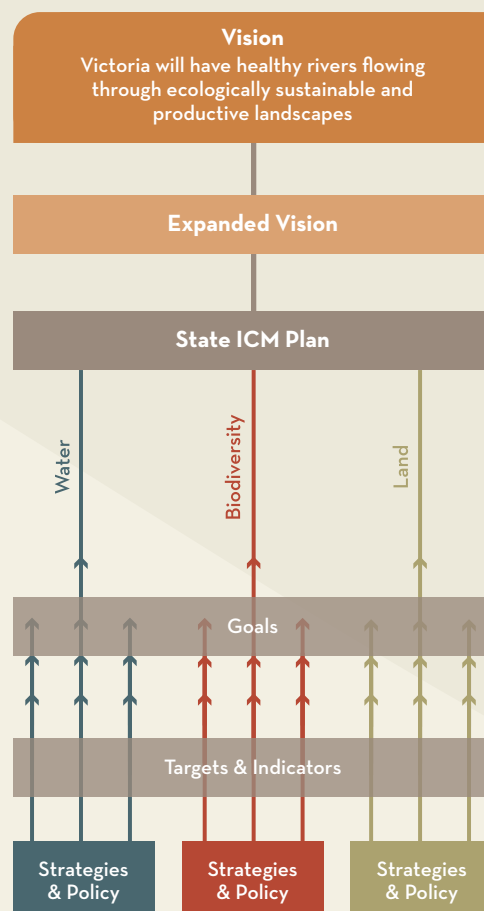 Vision
Victoria will have healthy rivers flowing
through ecologically sustainable and
productive landscapes
Expanded Vision
State ICM Plan
Water
Biodiversity
Land
Goals
Targets & Indicators
Strategies
& Policy
Strategies
& Policy
Strategies
& Policy